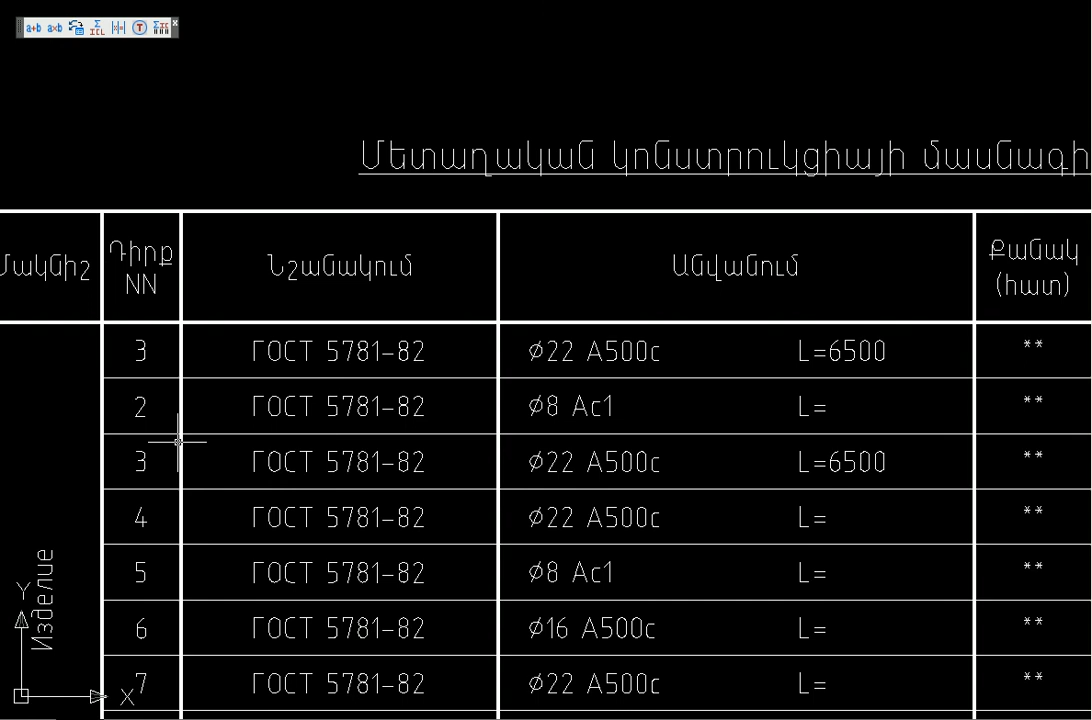 a+b a×b
Մետաղական կոնստրուկցիայի մասնագի
Մակնիշ
Դիրք
NN
Նշանակում
Անվանում
Քանակ
(հատ)
3 ГОСТ 5781-82 ⌀22 A500c L=6500 **
2 ГОСТ 5781-82 ⌀8 Ac1 L= **
3 ГОСТ 5781-82 ⌀22 A500c L=6500 **
4 ГОСТ 5781-82 ⌀22 A500c L= **
5 ГОСТ 5781-82 ⌀8 Ac1 L= **
6 ГОСТ 5781-82 ⌀16 A500c L= **
7 ГОСТ 5781-82 ⌀22 A500c L= **
Изделие
Y
X